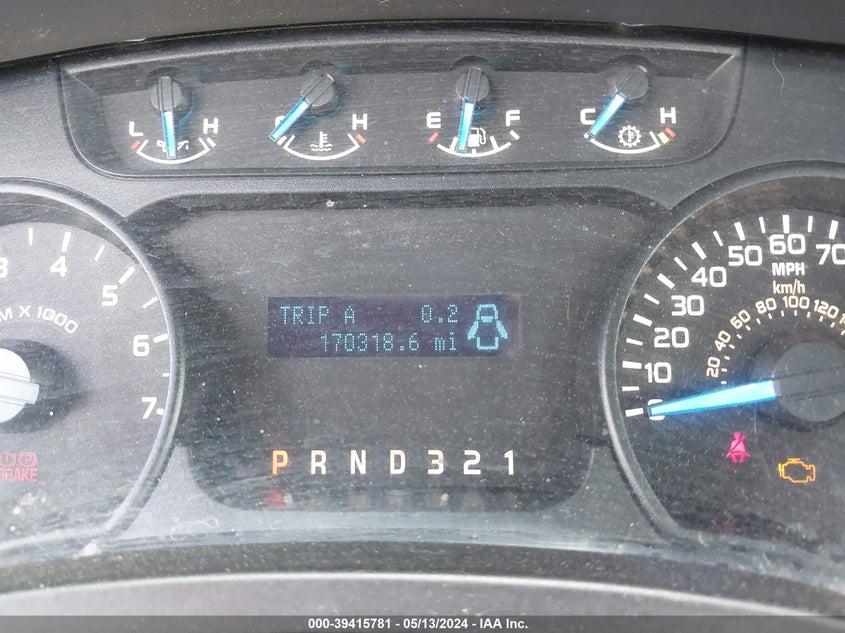 L H
H
E F
C H
3 4 5 6 7
M X 1000
TRIP A 0.2
170318.6 mi
P R N D 3 2 1
0 10 20 30 40 50 60 70
MPH
km/h
20 40 60 80 100 120
000-39415781 - 05/13/2024 - IAA Inc.